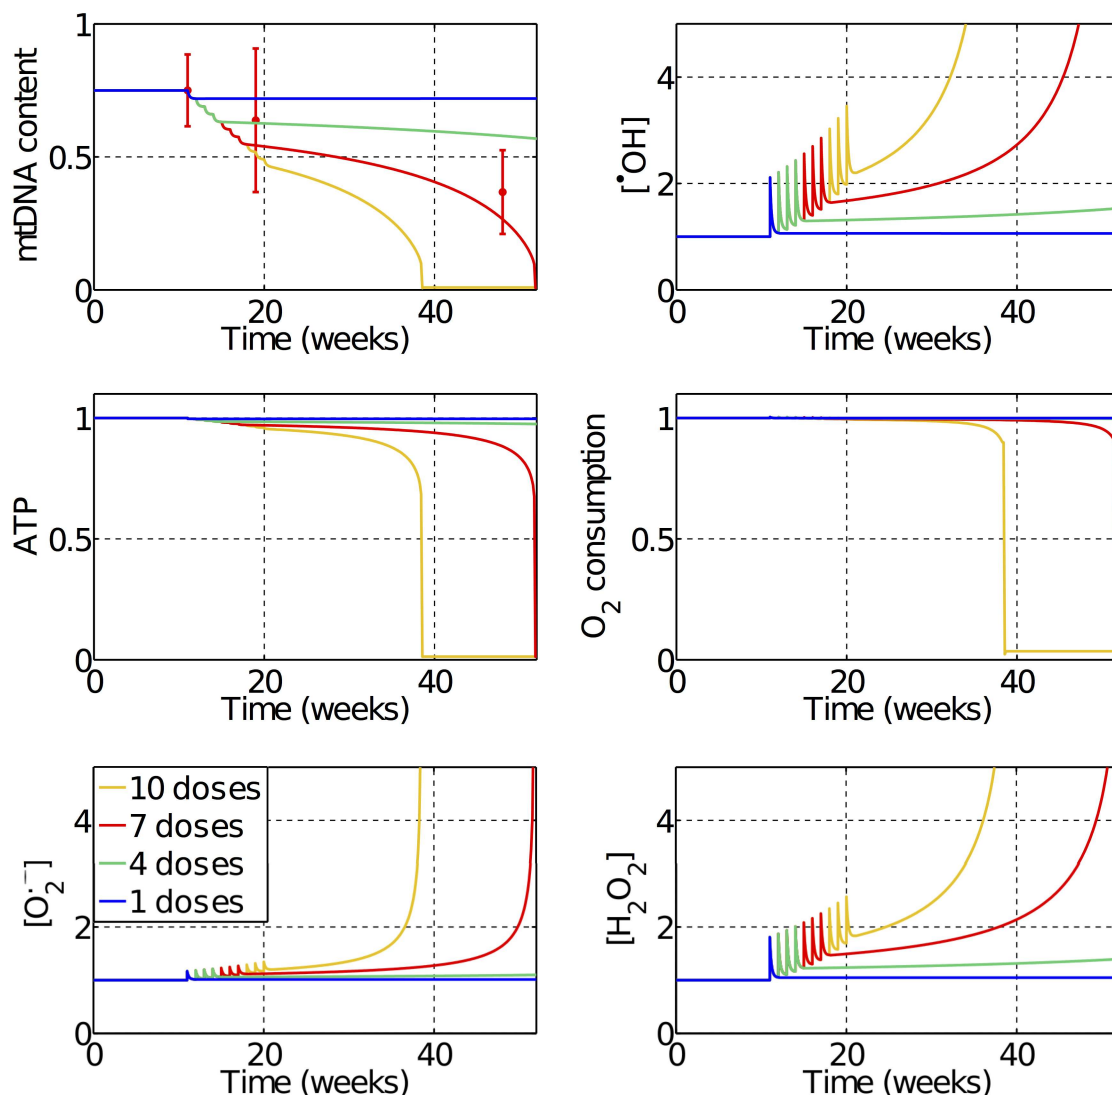 mtDNA content
1
0.5
0
0 20 40
Time (weeks)
[•OH]
4
2
0
0 20 40
Time (weeks)
ATP
1
0.5
0
0 20 40
Time (weeks)
O₂ consumption
1
0.5
0
0 20 40
Time (weeks)
[O₂·⁻]
4
2
0
10 doses
7 doses
4 doses
1 doses
0 20 40
Time (weeks)
[H₂O₂]
4
2
0
0 20 40
Time (weeks)